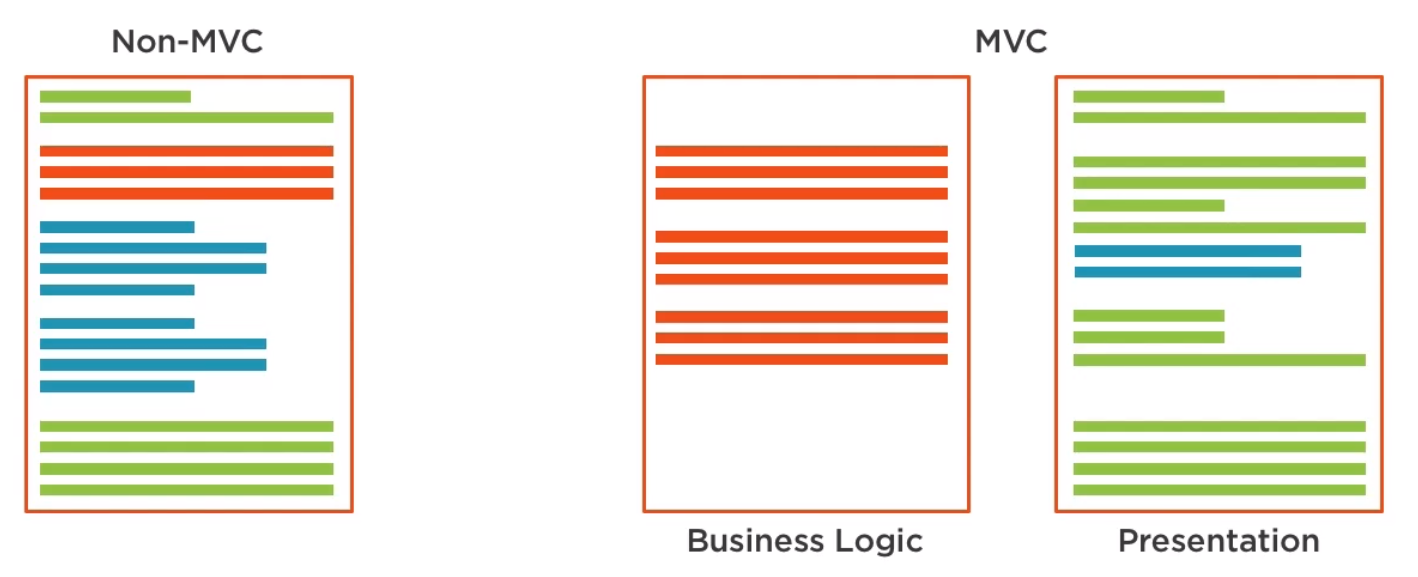 Non-MVC
MVC
Business Logic
Presentation